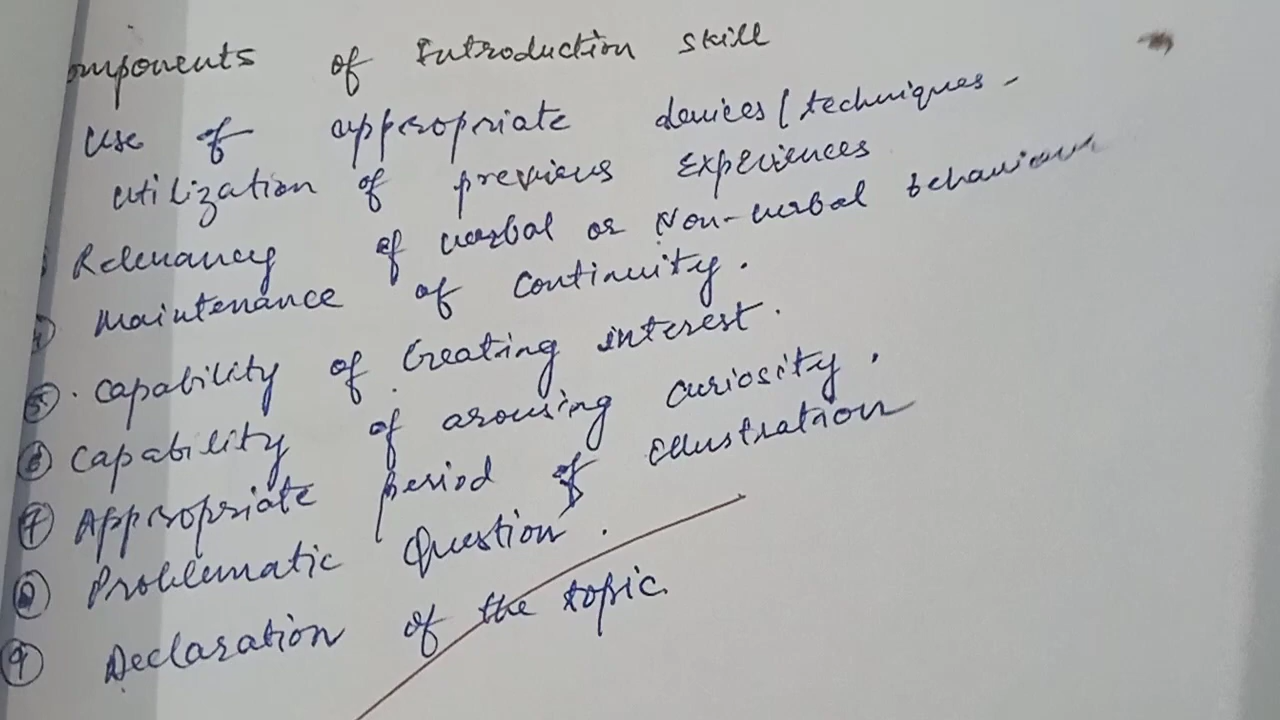 omponents of Introduction skill
Use of appropriate devices/techniques -
utilization of previous experiences
Relevancy of verbal or Non-verbal behaviour
4 Maintenance of Continuity.
5. Capability of Creating interest.
6 Capability of arousing curiosity.
7 Appropriate period of illustration
8 Problematic Question.
9 Declaration of the topic.